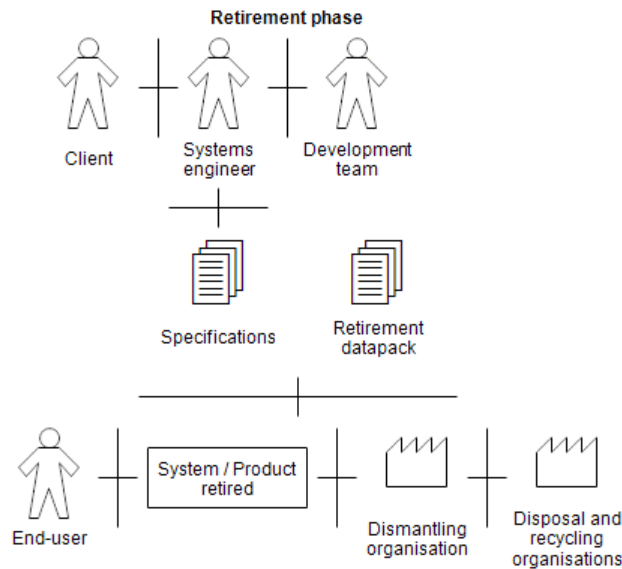 Retirement phase
Client
Systems
engineer
Development
team
Specifications
Retirement
datapack
System / Product
retired
End-user
Dismantling
organisation
Disposal and
recycling
organisations